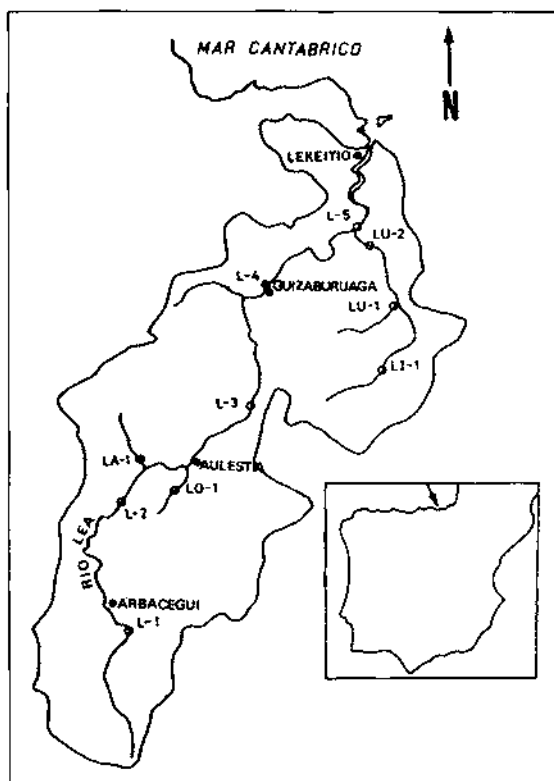 MAR CANTABRICO
N
LEKEITIO
L-5
LU-2
L-4
GUIZABURUAGA
LU-1
LI-1
L-3
LA-1
AULESTIA
LO-1
L-2
RIO LEA
ARBACEGUI
L-1